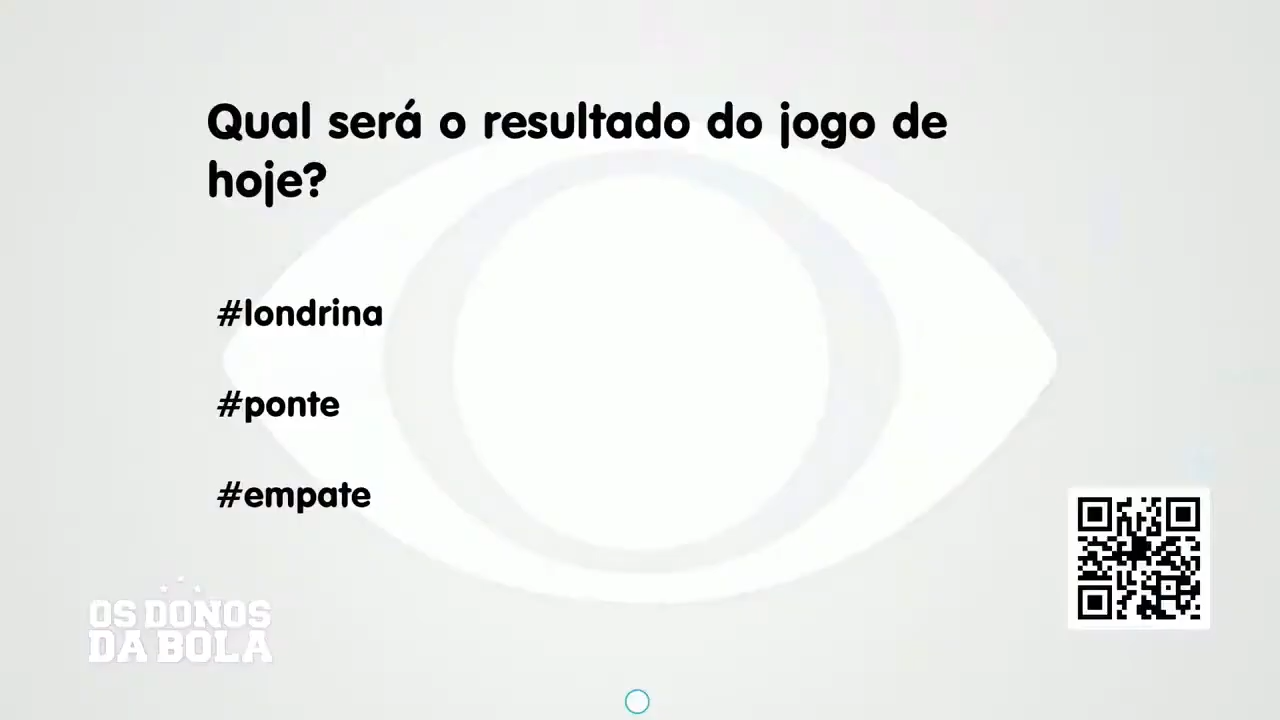 Qual será o resultado do jogo de
hoje?
#londrina
#ponte
#empate
OS DONOS
DA BOLA